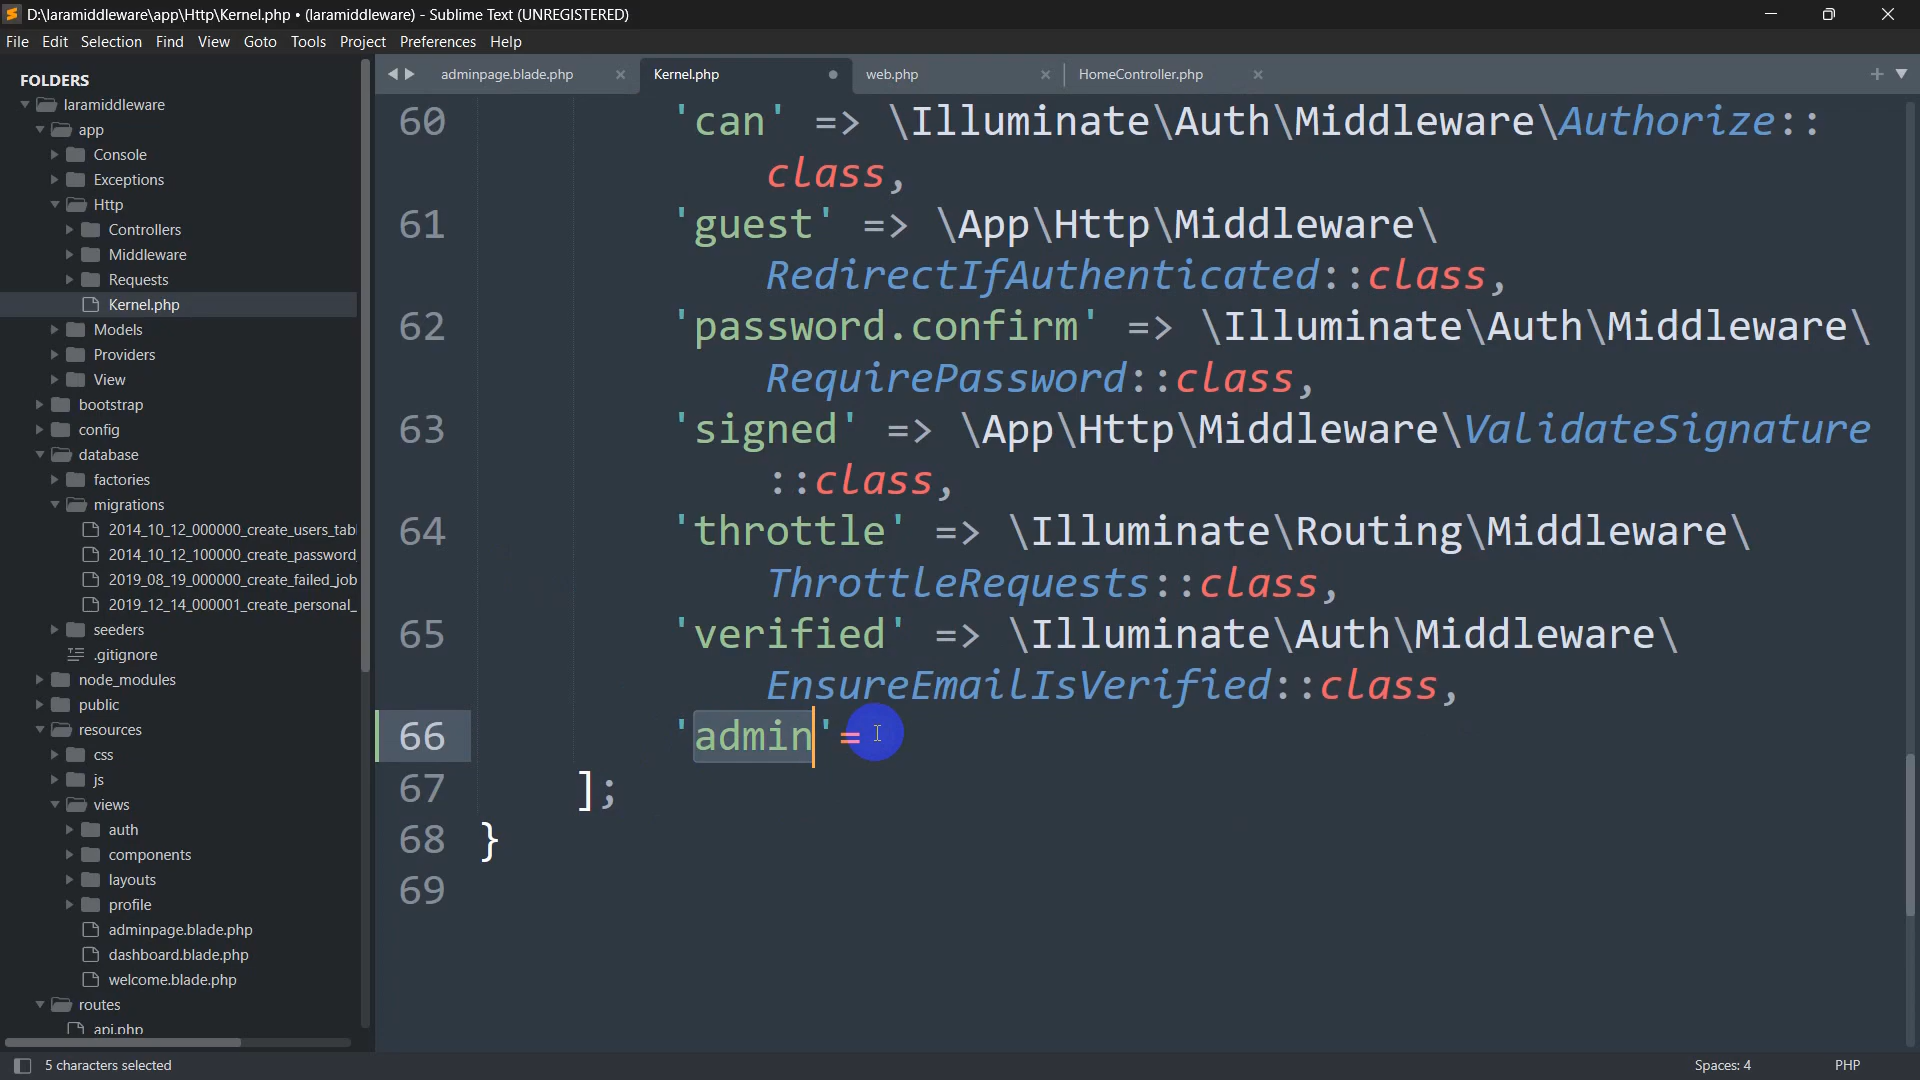 D:\laramiddleware\app\Http\Kernel.php • (laramiddleware) - Sublime Text (UNREGISTERED)
File Edit Selection Find View Goto Tools Project Preferences Help
FOLDERS
laramiddleware
app
Console
Exceptions
Http
Controllers
Middleware
Requests
Kernel.php
Models
Providers
View
bootstrap
config
database
factories
migrations
2014_10_12_000000_create_users_tab
2014_10_12_100000_create_password_
2019_08_19_000000_create_failed_job
2019_12_14_000001_create_personal_
seeders
.gitignore
node_modules
public
resources
css
js
views
auth
components
layouts
profile
adminpage.blade.php
dashboard.blade.php
welcome.blade.php
routes
api.php
adminpage.blade.php Kernel.php web.php HomeController.php
60 'can' => \Illuminate\Auth\Middleware\Authorize::
class,
61 'guest' => \App\Http\Middleware\
RedirectIfAuthenticated::class,
62 'password.confirm' => \Illuminate\Auth\Middleware\
RequirePassword::class,
63 'signed' => \App\Http\Middleware\ValidateSignature
::class,
64 'throttle' => \Illuminate\Routing\Middleware\
ThrottleRequests::class,
65 'verified' => \Illuminate\Auth\Middleware\
EnsureEmailIsVerified::class,
66 'admin'=
67 ];
68 }
69
5 characters selected Spaces: 4 PHP